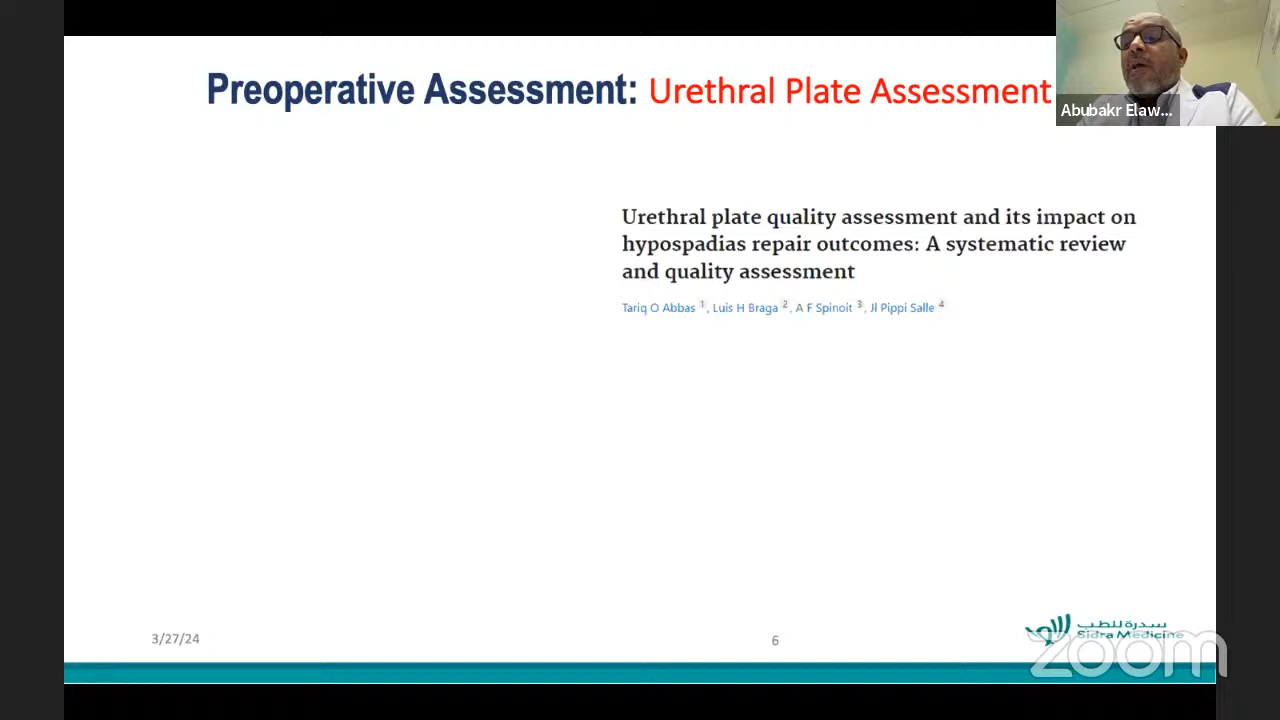 Preoperative Assessment: Urethral Plate Assessment
Abubakr Elaw...
Urethral plate quality assessment and its impact on
hypospadias repair outcomes: A systematic review
and quality assessment
Tariq O Abbas 1, Luis H Braga 2, A F Spinoit 3, Jl Pippi Salle 4
3/27/24
6
سدرة للطب
Sidra Medicine
zoom